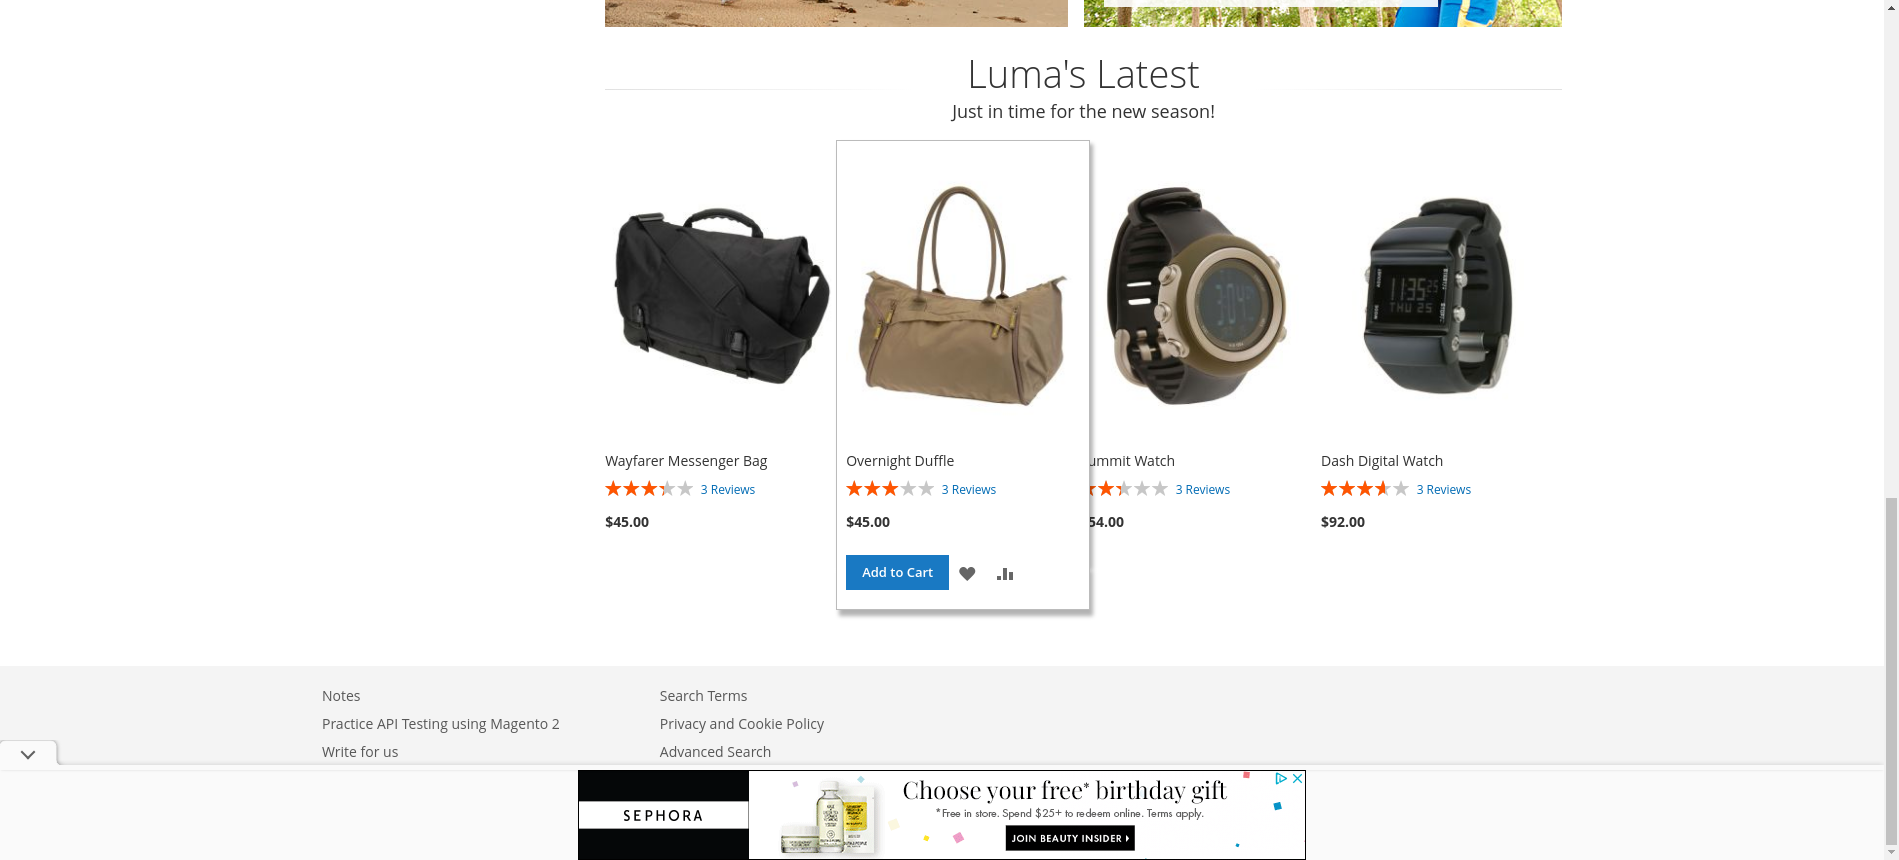 Luma's Latest
Just in time for the new season!
Wayfarer Messenger Bag
3 Reviews
$45.00
Overnight Duffle
3 Reviews
$45.00
Add to Cart
ummit Watch
3 Reviews
54.00
Dash Digital Watch
3 Reviews
$92.00
Notes
Practice API Testing using Magento 2
Write for us
Search Terms
Privacy and Cookie Policy
Advanced Search
SEPHORA
Choose your free* birthday gift
*Free in store. Spend $25+ to redeem online. Terms apply.
JOIN BEAUTY INSIDER